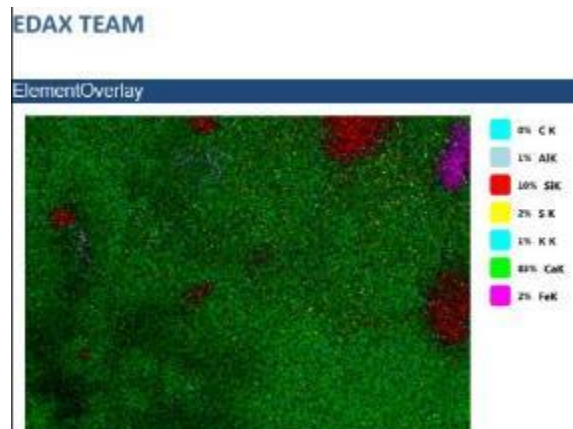 EDAX TEAM
ElementOverlay
0% C K
1% AlK
10% SiK
2% S K
1% K K
83% CaK
2% FeK